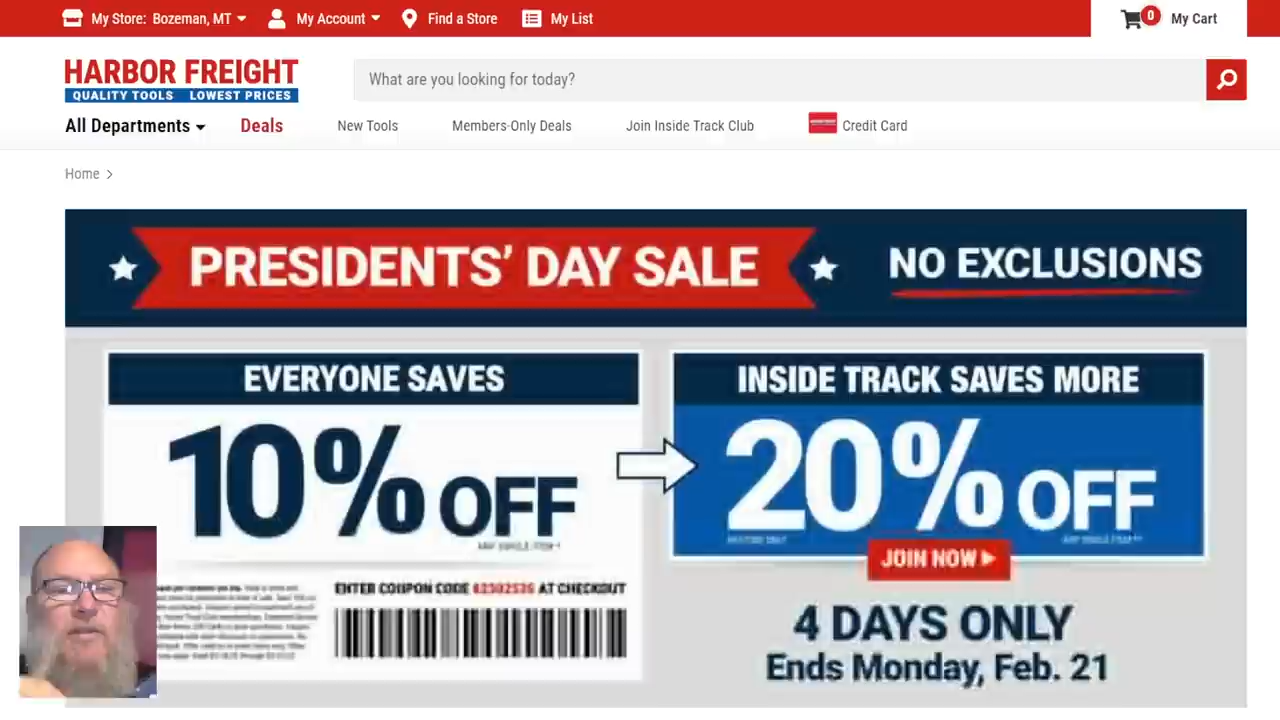 My Store: Bozeman, MT
My Account
Find a Store
My List
0
My Cart
HARBOR FREIGHT
QUALITY TOOLS LOWEST PRICES
What are you looking for today?
All Departments
Deals
New Tools
Members-Only Deals
Join Inside Track Club
Credit Card
Home
PRESIDENTS' DAY SALE
NO EXCLUSIONS
EVERYONE SAVES
10% OFF
INSIDE TRACK SAVES MORE
20% OFF
JOIN NOW
ENTER COUPON CODE AT CHECKOUT
4 DAYS ONLY
Ends Monday, Feb. 21